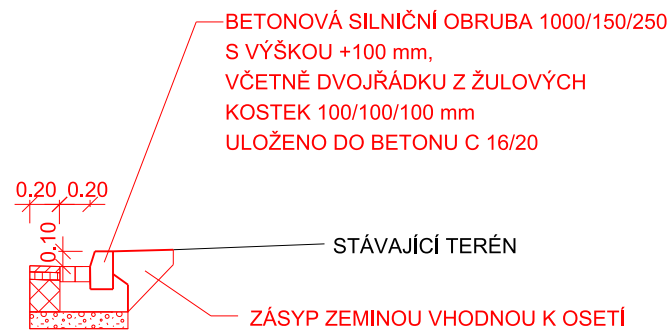 BETONOVÁ SILNIČNÍ OBRUBA 1000/150/250
S VÝŠKOU +100 mm,
VČETNĚ DVOJŘÁDKU Z ŽULOVÝCH
KOSTEK 100/100/100 mm
ULOŽENO DO BETONU C 16/20
0.20 0.20
0.10
STÁVAJÍCÍ TERÉN
ZÁSYP ZEMINOU VHODNOU K OSETÍ